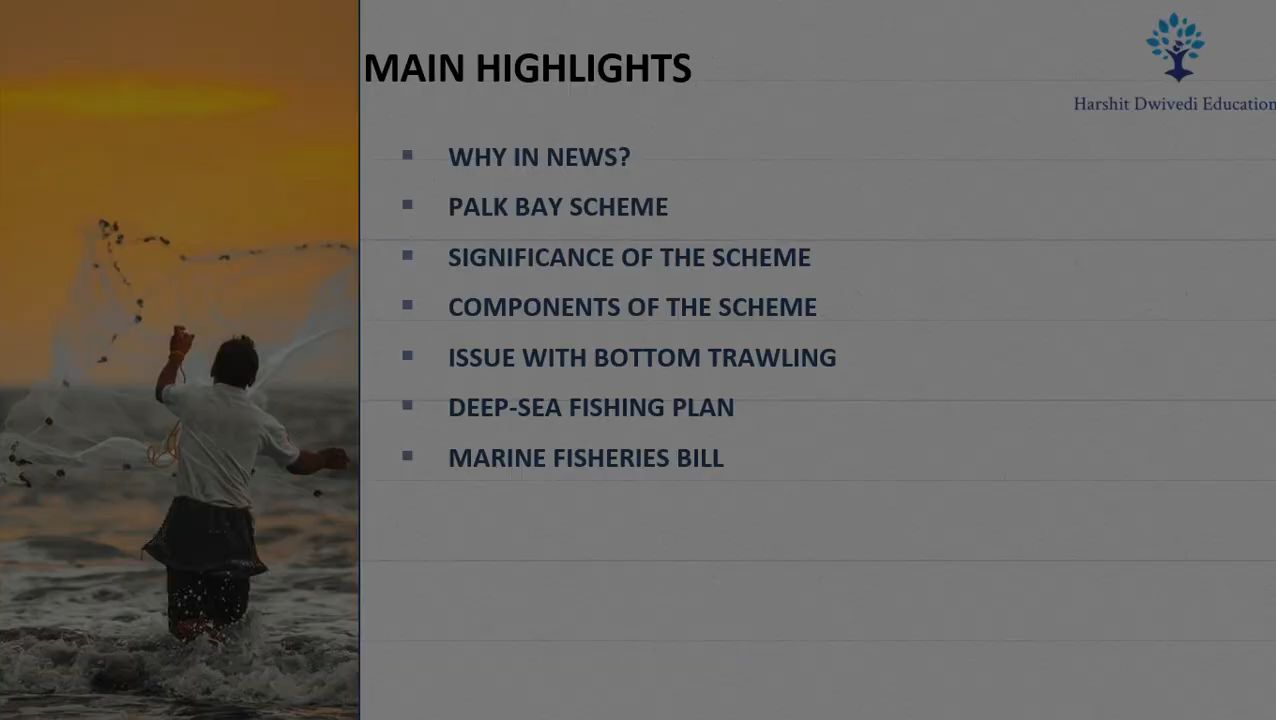 MAIN HIGHLIGHTS
Harshit Dwivedi Education
WHY IN NEWS?
PALK BAY SCHEME
SIGNIFICANCE OF THE SCHEME
COMPONENTS OF THE SCHEME
ISSUE WITH BOTTOM TRAWLING
DEEP-SEA FISHING PLAN
MARINE FISHERIES BILL